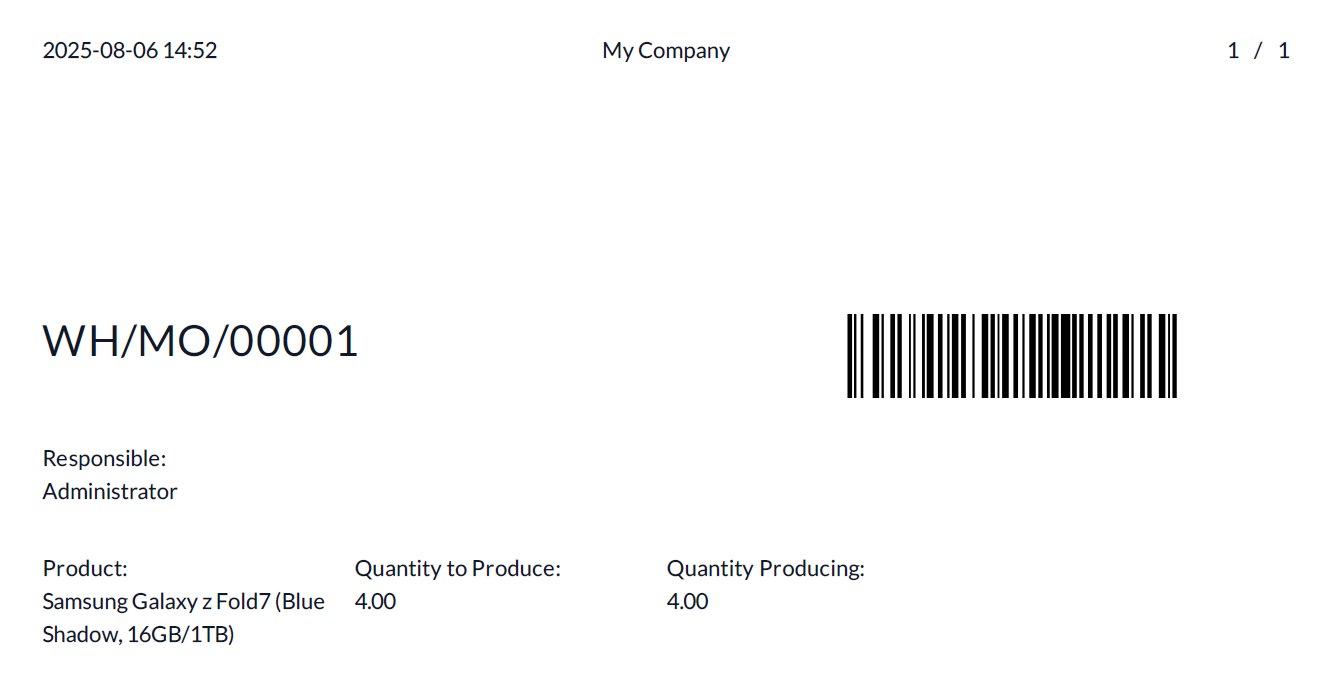 2025-08-06 14:52 My Company 1 / 1
WH/MO/00001
Responsible:
Administrator
Product: Quantity to Produce: Quantity Producing:
Samsung Galaxy z Fold7 (Blue 4.00 4.00
Shadow, 16GB/1TB)